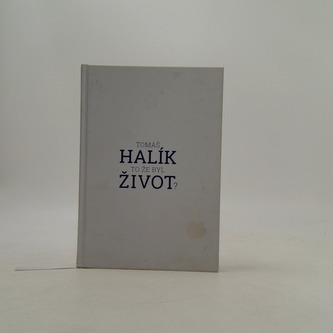 TOMÁŠ
HALÍK
TO ŽE BYL
ŽIVOT?